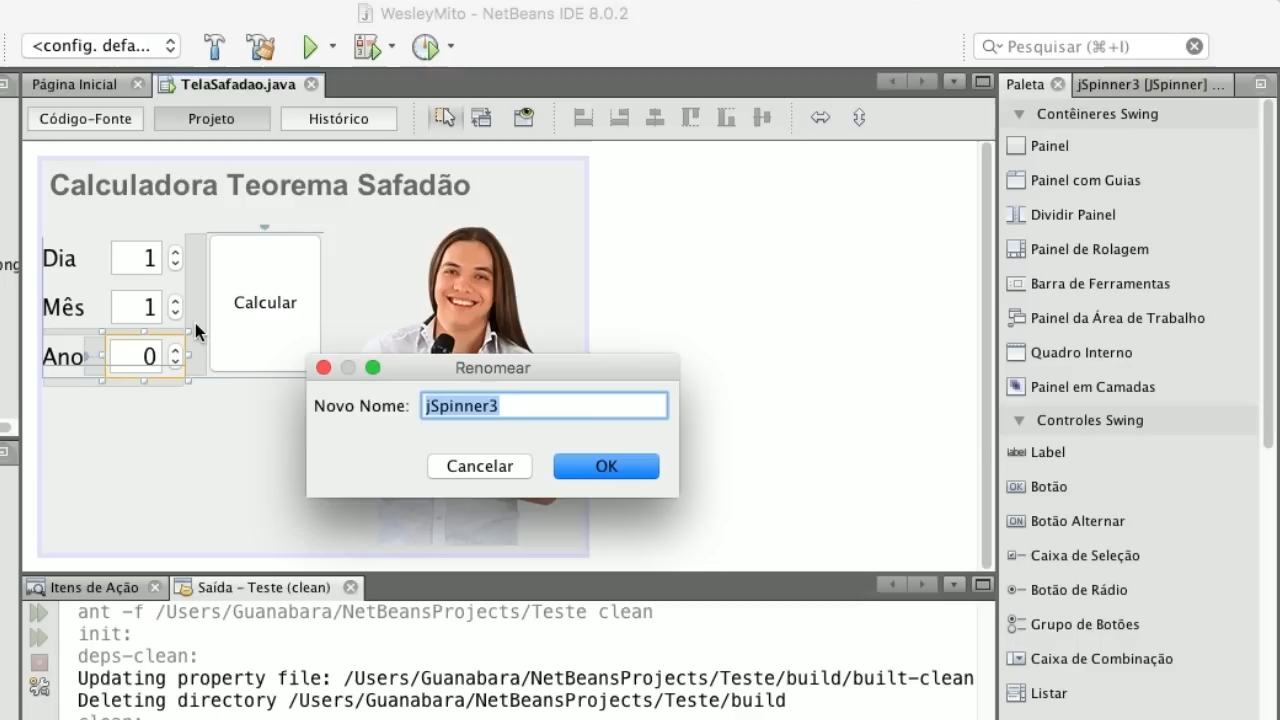 WesleyMito - NetBeans IDE 8.0.2
<config. defa...
Pesquisar (⌘+I)
Página Inicial
TelaSafadao.java
Paleta
jSpinner3 [JSpinner] ...
Código-Fonte
Projeto
Histórico
Contêineres Swing
Painel
Painel com Guias
Dividir Painel
Painel de Rolagem
Barra de Ferramentas
Painel da Área de Trabalho
Quadro Interno
Painel em Camadas
Controles Swing
Label
Botão
Botão Alternar
Caixa de Seleção
Botão de Rádio
Grupo de Botões
Caixa de Combinação
Listar
Calculadora Teorema Safadão
Dia 1
Mês 1
Ano 0
Calcular
Renomear
Novo Nome: jSpinner3
Cancelar OK
Itens de Ação
Saída - Teste (clean)
ant -f /Users/Guanabara/NetBeansProjects/Teste clean
init:
deps-clean:
Updating property file: /Users/Guanabara/NetBeansProjects/Teste/build/built-clean
Deleting directory /Users/Guanabara/NetBeansProjects/Teste/build
clean: